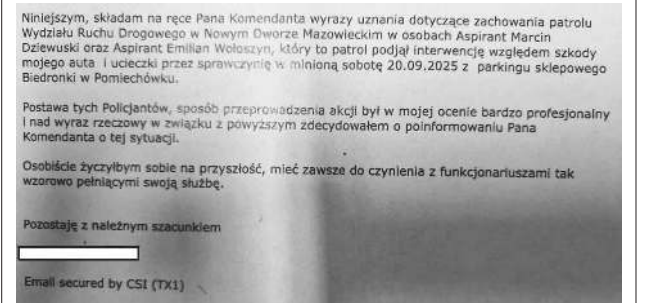 Niniejszym, składam na ręce Pana Komendanta wyrazy uznania dotyczące zachowania patrolu
Wydziału Ruchu Drogowego w Nowym Dworze Mazowieckim w osobach Aspirant Marcin
Dziewuski oraz Aspirant Emilian Wołoszyn, który to patrol podjął interwencję względem szkody
mojego auta i ucieczki przez sprawczynię w minioną sobotę 20.09.2025 z parkingu sklepowego
Biedronki w Pomiechówku.
Postawa tych Policjantów, sposób przeprowadzenia akcji był w mojej ocenie bardzo profesjonalny
i nad wyraz rzeczowy w związku z powyższym zdecydowałem o poinformowaniu Pana
Komendanta o tej sytuacji.
Osobiście życzyłbym sobie na przyszłość, mieć zawsze do czynienia z funkcjonariuszami tak
wzorowo pełniącymi swoją służbę.
Pozostaję z należnym szacunkiem
Email secured by CSI (TX1)